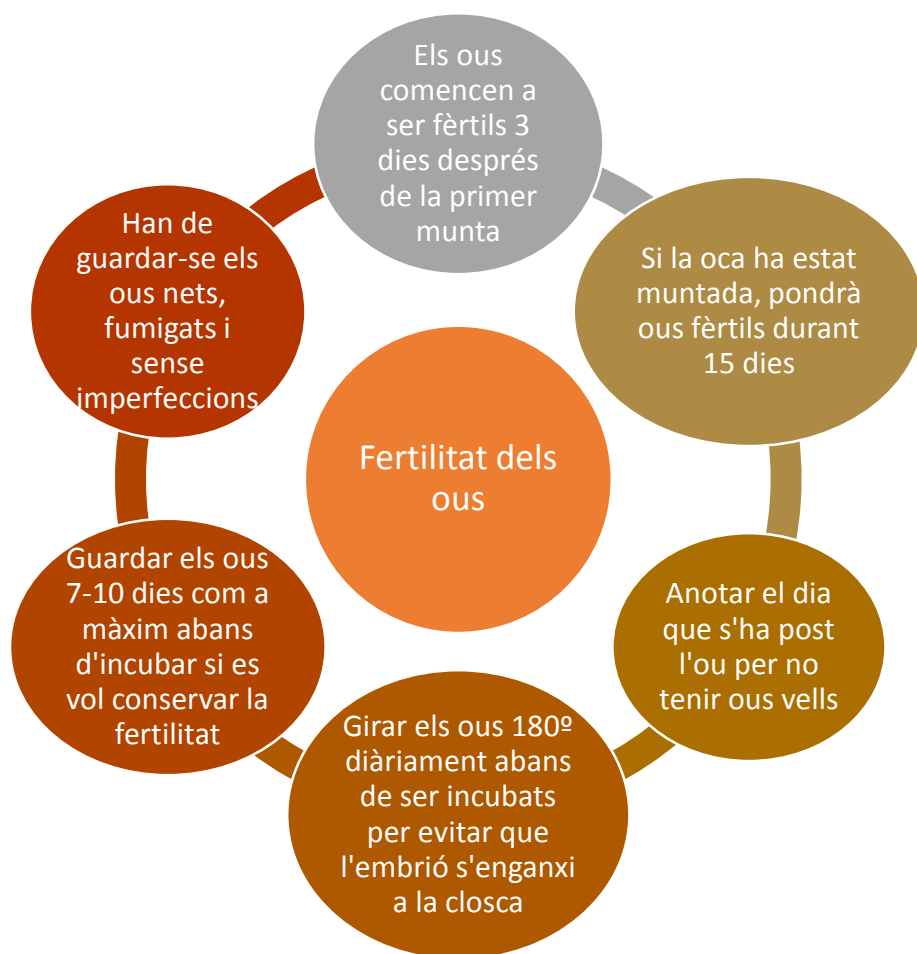 Els ous
comencen a
ser fèrtils 3
dies després
de la primer
munta
Si la oca ha estat
muntada, pondrà
ous fèrtils durant
15 dies
Anotar el dia
que s'ha post
l'ou per no
tenir ous vells
Girar els ous 180º
diàriament abans
de ser incubats
per evitar que
l'embrió s'enganxi
a la closca
Guardar els ous
7-10 dies com a
màxim abans
d'incubar si es
vol conservar la
fertilitat
Han de
guardar-se els
ous nets,
fumigats i
sense
imperfeccions
Fertilitat dels
ous